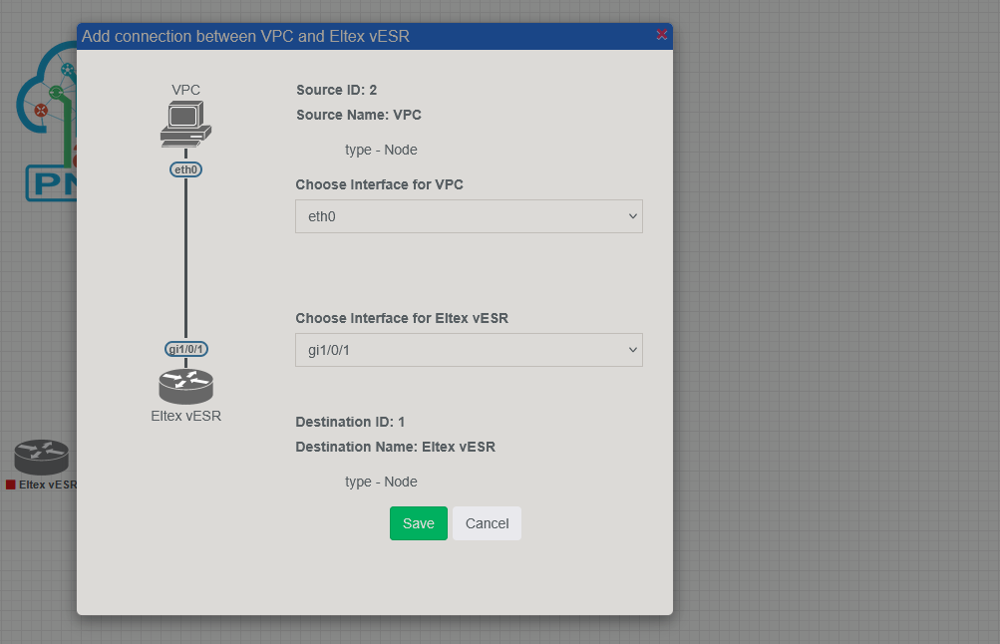 Add connection between VPC and Eltex vESR
VPC
eth0
gi1/0/1
Eltex vESR
Source ID: 2
Source Name: VPC
type - Node
Choose Interface for VPC
eth0
Choose Interface for Eltex vESR
gi1/0/1
Destination ID: 1
Destination Name: Eltex vESR
type - Node
Save
Cancel
Eltex vESR